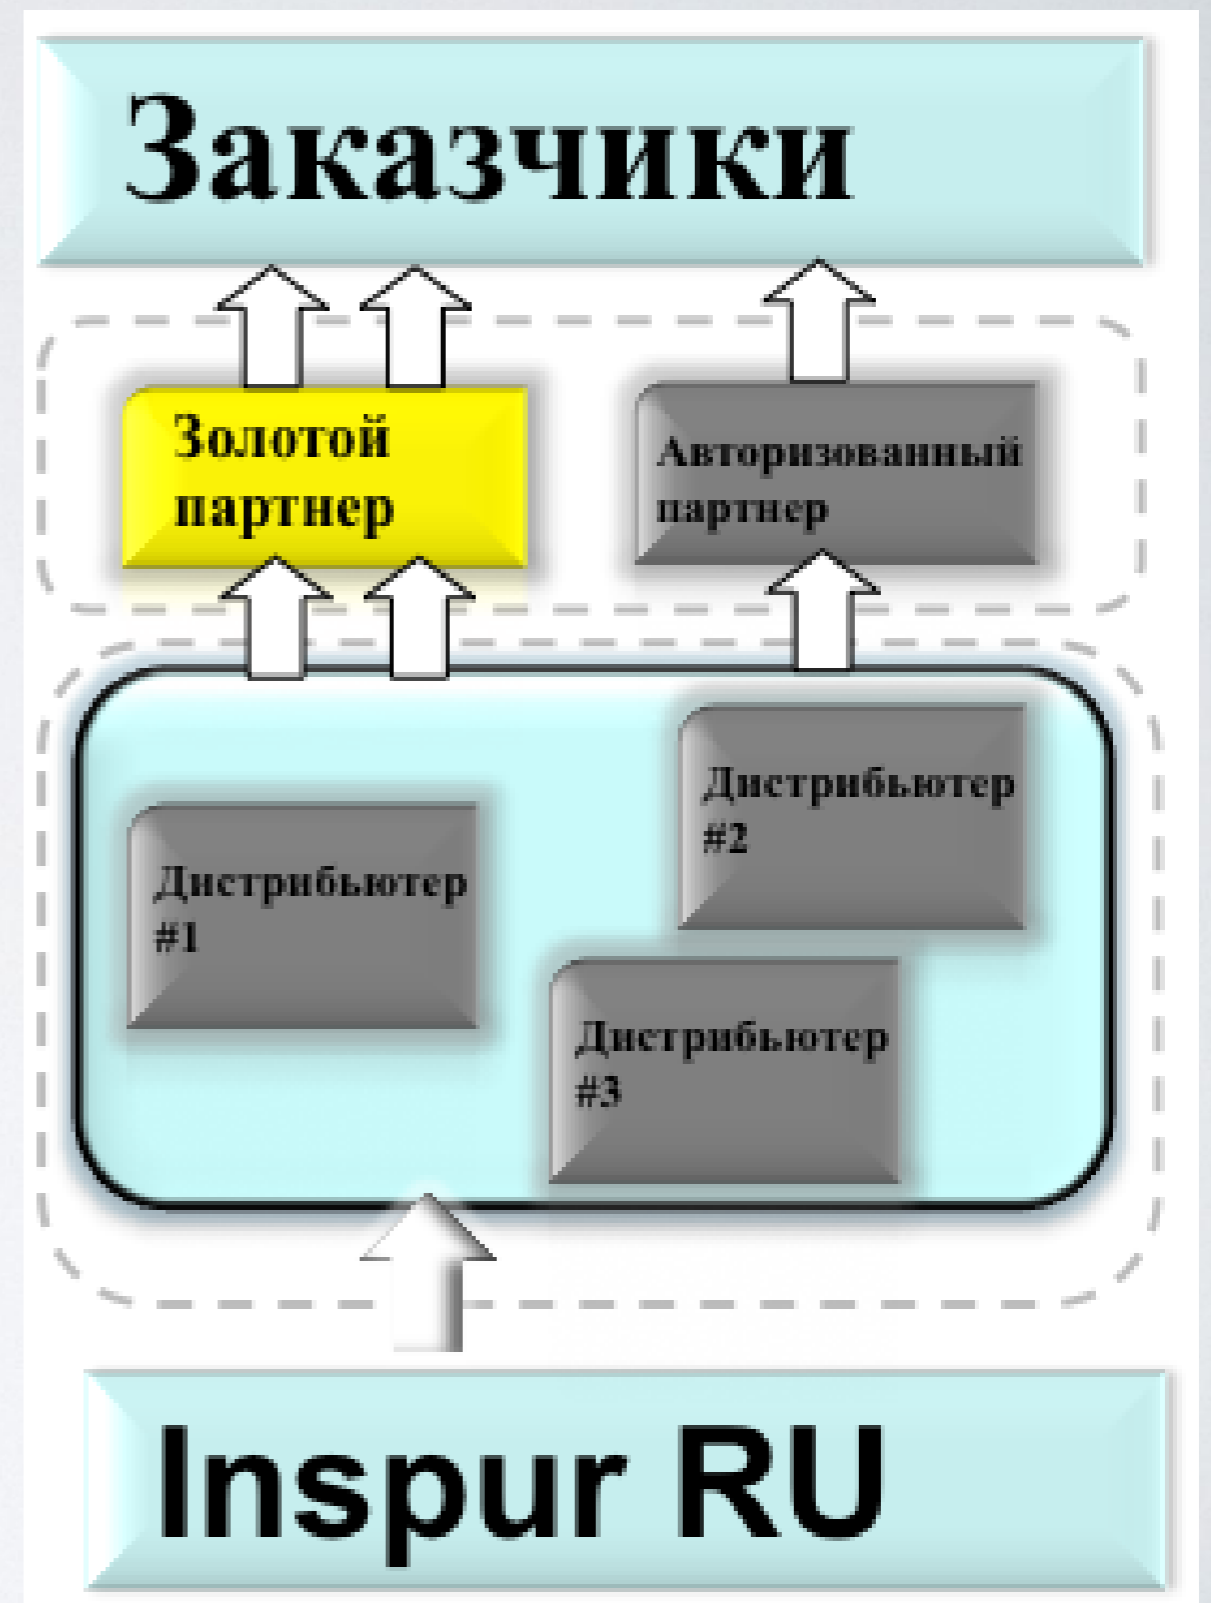 Заказчики
Золотой
партнер
Авторизованный
партнер
Дистрибьютер
#2
Дистрибьютер
#1
Дистрибьютер
#3
Inspur RU